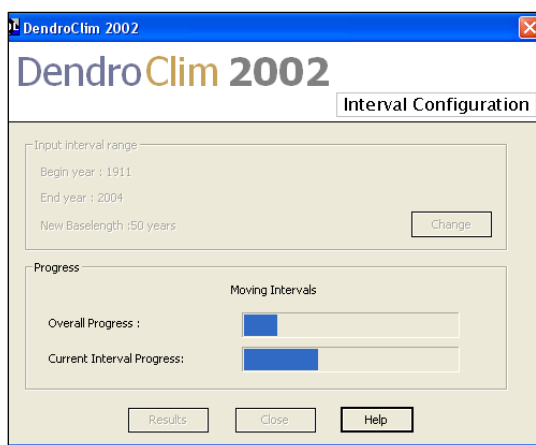 DendroClim 2002
DendroClim 2002
Interval Configuration
Input interval range
Begin year : 1911
End year : 2004
New Baselength :50 years
Change
Progress
Moving Intervals
Overall Progress :
Current Interval Progress:
Results Close Help